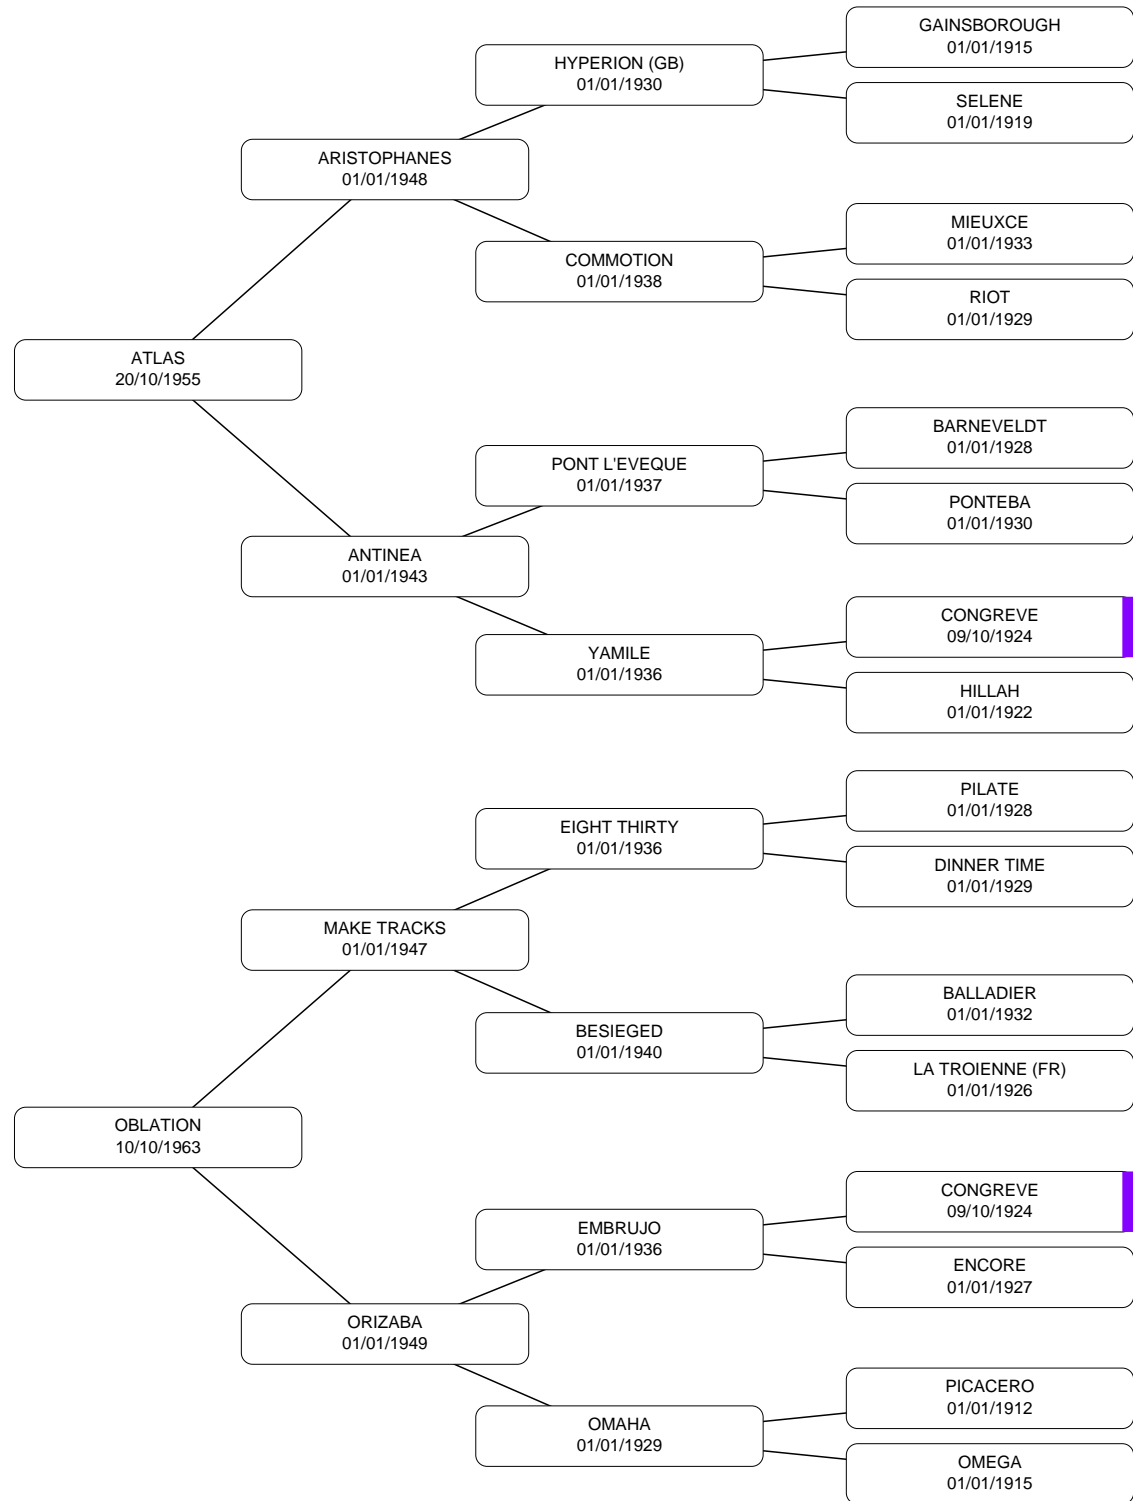 GAINSBOROUGH
01/01/1915
HYPERION (GB)
01/01/1930
SELENE
01/01/1919
ARISTOPHANES
01/01/1948
MIEUXCE
01/01/1933
COMMOTION
01/01/1938
RIOT
01/01/1929
ATLAS
20/10/1955
BARNEVELDT
01/01/1928
PONT L'EVEQUE
01/01/1937
PONTEBA
01/01/1930
ANTINEA
01/01/1943
CONGREVE
09/10/1924
YAMILE
01/01/1936
HILLAH
01/01/1922
PILATE
01/01/1928
EIGHT THIRTY
01/01/1936
DINNER TIME
01/01/1929
MAKE TRACKS
01/01/1947
BALLADIER
01/01/1932
BESIEGED
01/01/1940
LA TROIENNE (FR)
01/01/1926
OBLATION
10/10/1963
CONGREVE
09/10/1924
EMBRUJO
01/01/1936
ENCORE
01/01/1927
ORIZABA
01/01/1949
PICACERO
01/01/1912
OMAHA
01/01/1929
OMEGA
01/01/1915